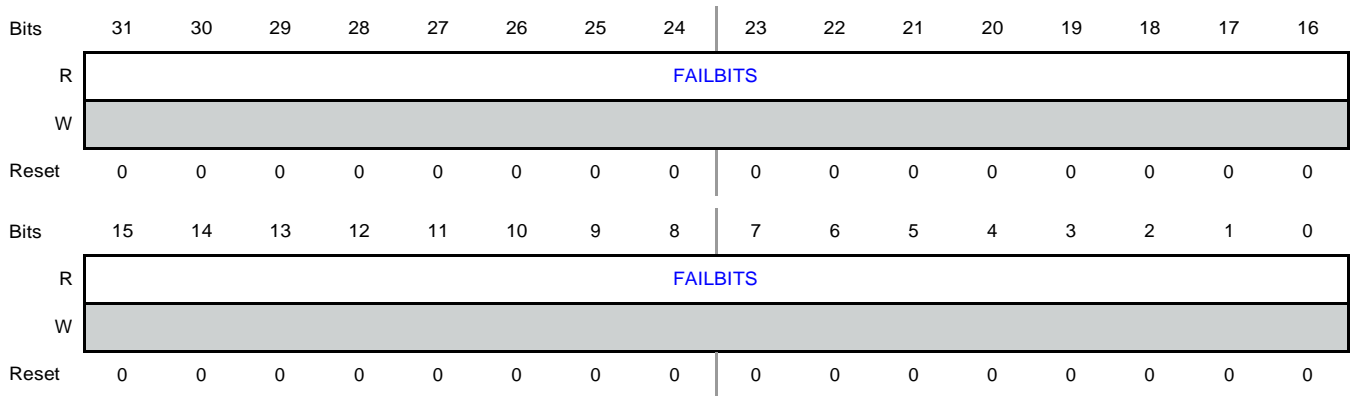 Bits 31 30 29 28 27 26 25 24 23 22 21 20 19 18 17 16
R FAILBITS
W
Reset 0 0 0 0 0 0 0 0 0 0 0 0 0 0 0 0
Bits 15 14 13 12 11 10 9 8 7 6 5 4 3 2 1 0
R FAILBITS
W
Reset 0 0 0 0 0 0 0 0 0 0 0 0 0 0 0 0